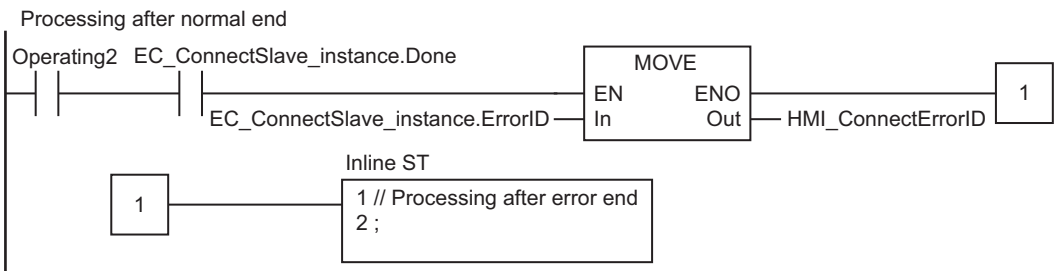 Processing after normal end
Operating2 EC_ConnectSlave_instance.Done
MOVE
EN ENO
1
EC_ConnectSlave_instance.ErrorID In Out HMI_ConnectErrorID
Inline ST
1
1 // Processing after error end
2 ;